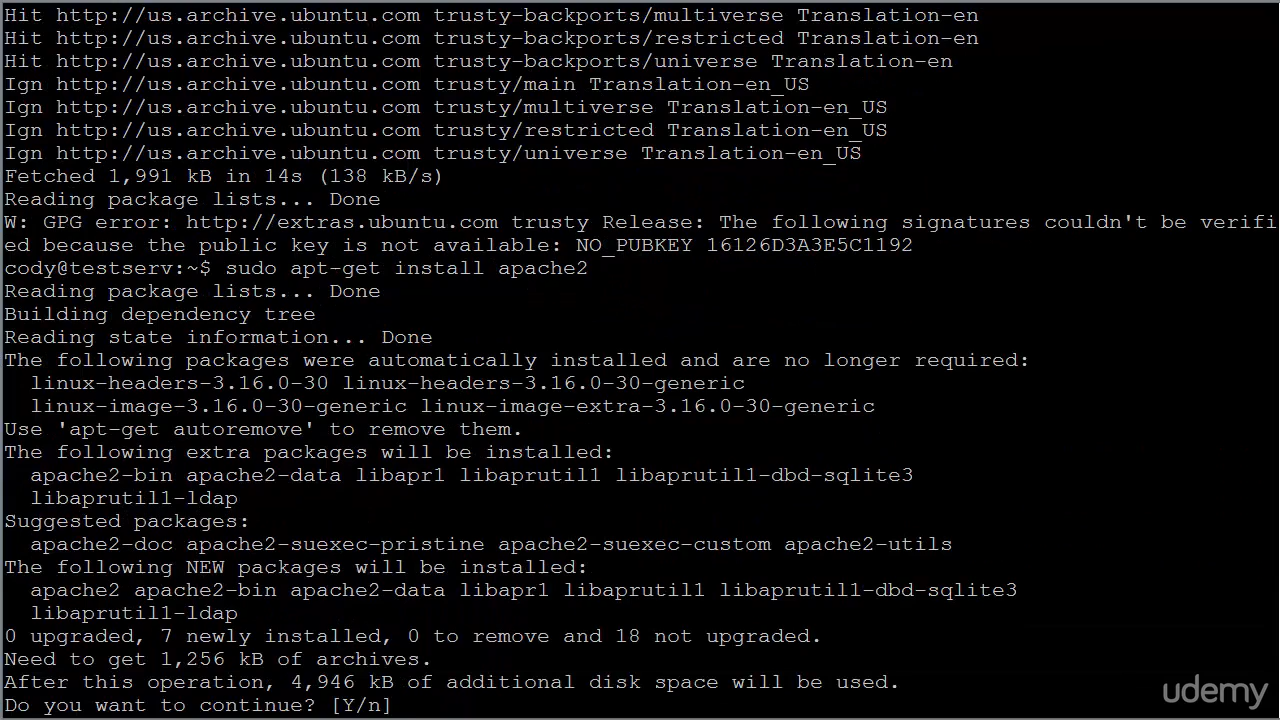 Hit http://us.archive.ubuntu.com trusty-backports/multiverse Translation-en
Hit http://us.archive.ubuntu.com trusty-backports/restricted Translation-en
Hit http://us.archive.ubuntu.com trusty-backports/universe Translation-en
Ign http://us.archive.ubuntu.com trusty/main Translation-en_US
Ign http://us.archive.ubuntu.com trusty/multiverse Translation-en_US
Ign http://us.archive.ubuntu.com trusty/restricted Translation-en_US
Ign http://us.archive.ubuntu.com trusty/universe Translation-en_US
Fetched 1,991 kB in 14s (138 kB/s)
Reading package lists... Done
W: GPG error: http://extras.ubuntu.com trusty Release: The following signatures couldn't be verifi
ed because the public key is not available: NO_PUBKEY 16126D3A3E5C1192
cody@testserv:~$ sudo apt-get install apache2
Reading package lists... Done
Building dependency tree
Reading state information... Done
The following packages were automatically installed and are no longer required:
  linux-headers-3.16.0-30 linux-headers-3.16.0-30-generic
  linux-image-3.16.0-30-generic linux-image-extra-3.16.0-30-generic
Use 'apt-get autoremove' to remove them.
The following extra packages will be installed:
  apache2-bin apache2-data libapr1 libaprutil1 libaprutil1-dbd-sqlite3
  libaprutil1-ldap
Suggested packages:
  apache2-doc apache2-suexec-pristine apache2-suexec-custom apache2-utils
The following NEW packages will be installed:
  apache2 apache2-bin apache2-data libapr1 libaprutil1 libaprutil1-dbd-sqlite3
  libaprutil1-ldap
0 upgraded, 7 newly installed, 0 to remove and 18 not upgraded.
Need to get 1,256 kB of archives.
After this operation, 4,946 kB of additional disk space will be used.
Do you want to continue? [Y/n]
udemy